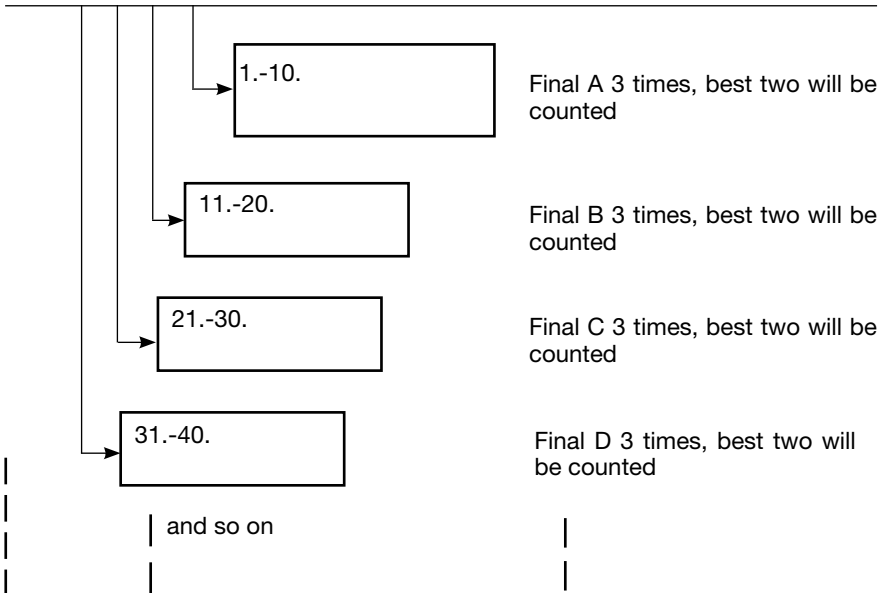 1.-10.
Final A 3 times, best two will be
counted
11.-20.
Final B 3 times, best two will be
counted
21.-30.
Final C 3 times, best two will be
counted
31.-40.
Final D 3 times, best two will
be counted
and so on